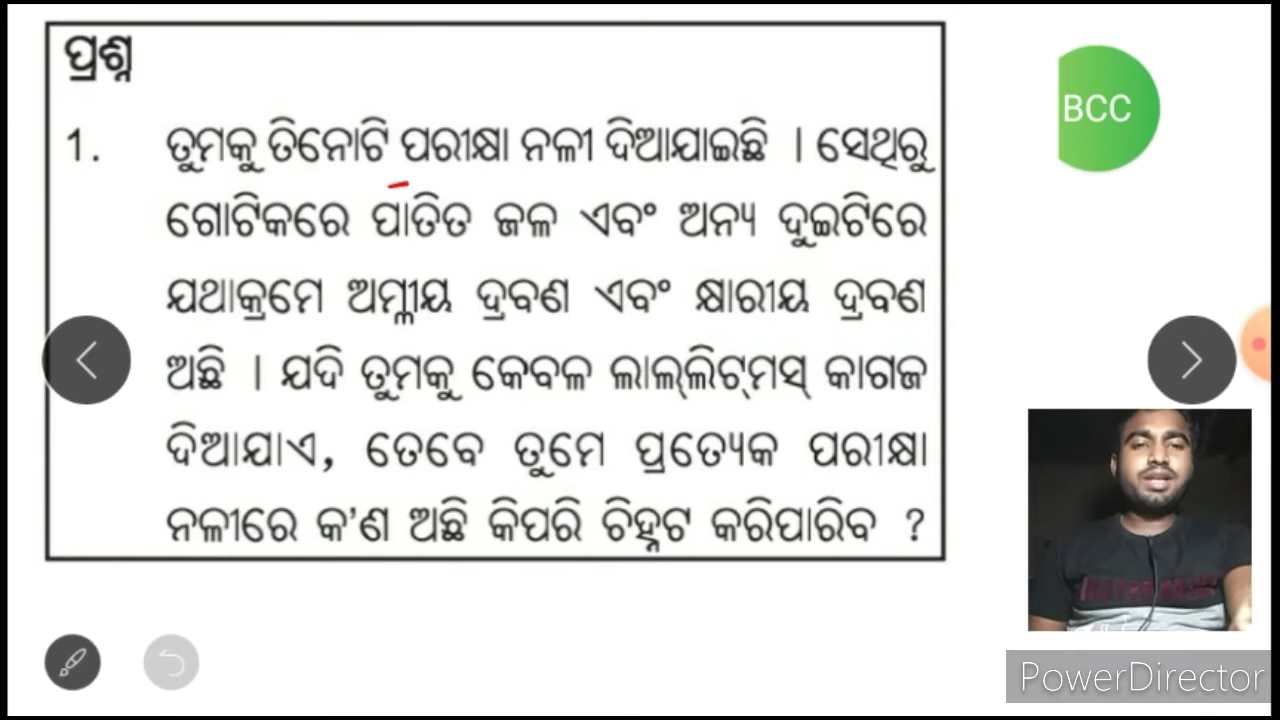 ପ୍ରଶ୍ନ
1. ତୁମକୁ ତିନୋଟି ପରୀକ୍ଷା ନଳୀ ଦିଆଯାଇଛି । ସେଥିରୁ
ଗୋଟିକରେ ପାତିତ ଜଳ ଏବଂ ଅନ୍ୟ ଦୁଇଟିରେ
ଯଥାକ୍ରମେ ଅମ୍ଳୀୟ ଦ୍ରବଣ ଏବଂ କ୍ଷାରୀୟ ଦ୍ରବଣ
ଅଛି । ଯଦି ତୁମକୁ କେବଳ ଲାଲ୍‌ଲିଟ୍‌ମସ୍ କାଗଜ
ଦିଆଯାଏ, ତେବେ ତୁମେ ପ୍ରତ୍ୟେକ ପରୀକ୍ଷା
ନଳୀରେ କ'ଣ ଅଛି କିପରି ଚିହ୍ନଟ କରିପାରିବ ?
BCC
PowerDirector